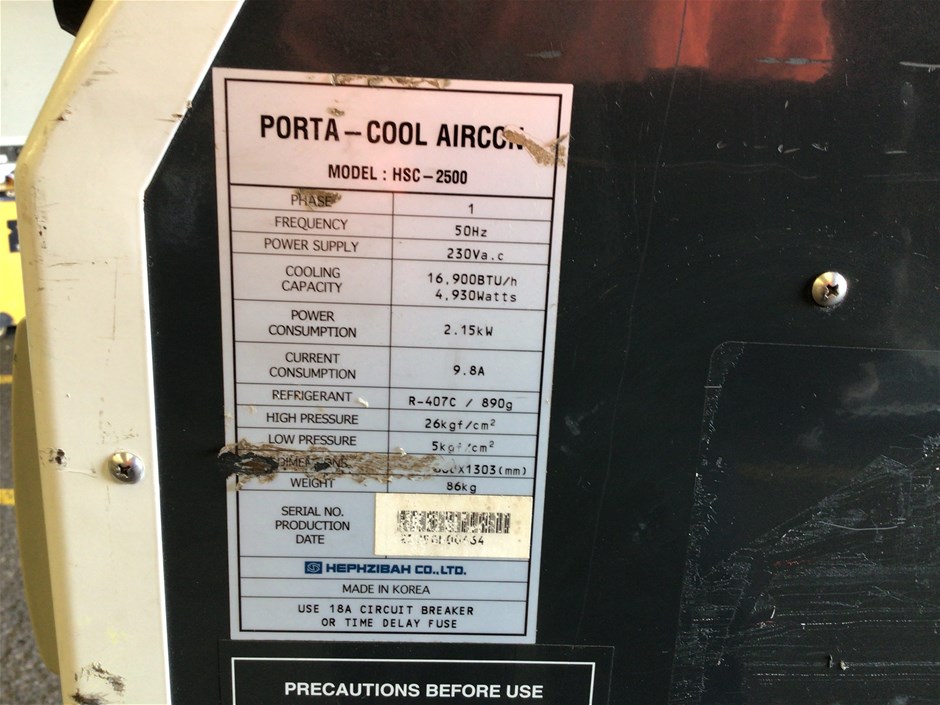 PORTA-COOL AIRCON
MODEL : HSC-2500
PHASE 1
FREQUENCY 50Hz
POWER SUPPLY 230Va.c
COOLING CAPACITY 16,900BTU/h
4,930Watts
POWER CONSUMPTION 2.15kW
CURRENT CONSUMPTION 9.8A
REFRIGERANT R-407C / 890g
HIGH PRESSURE 26kgf/cm²
LOW PRESSURE 5kgf/cm²
X1303(mm)
WEIGHT 86kg
SERIAL NO.
PRODUCTION
DATE
HEPHZIBAH CO.,LTD.
MADE IN KOREA
USE 18A CIRCUIT BREAKER
OR TIME DELAY FUSE
PRECAUTIONS BEFORE USE